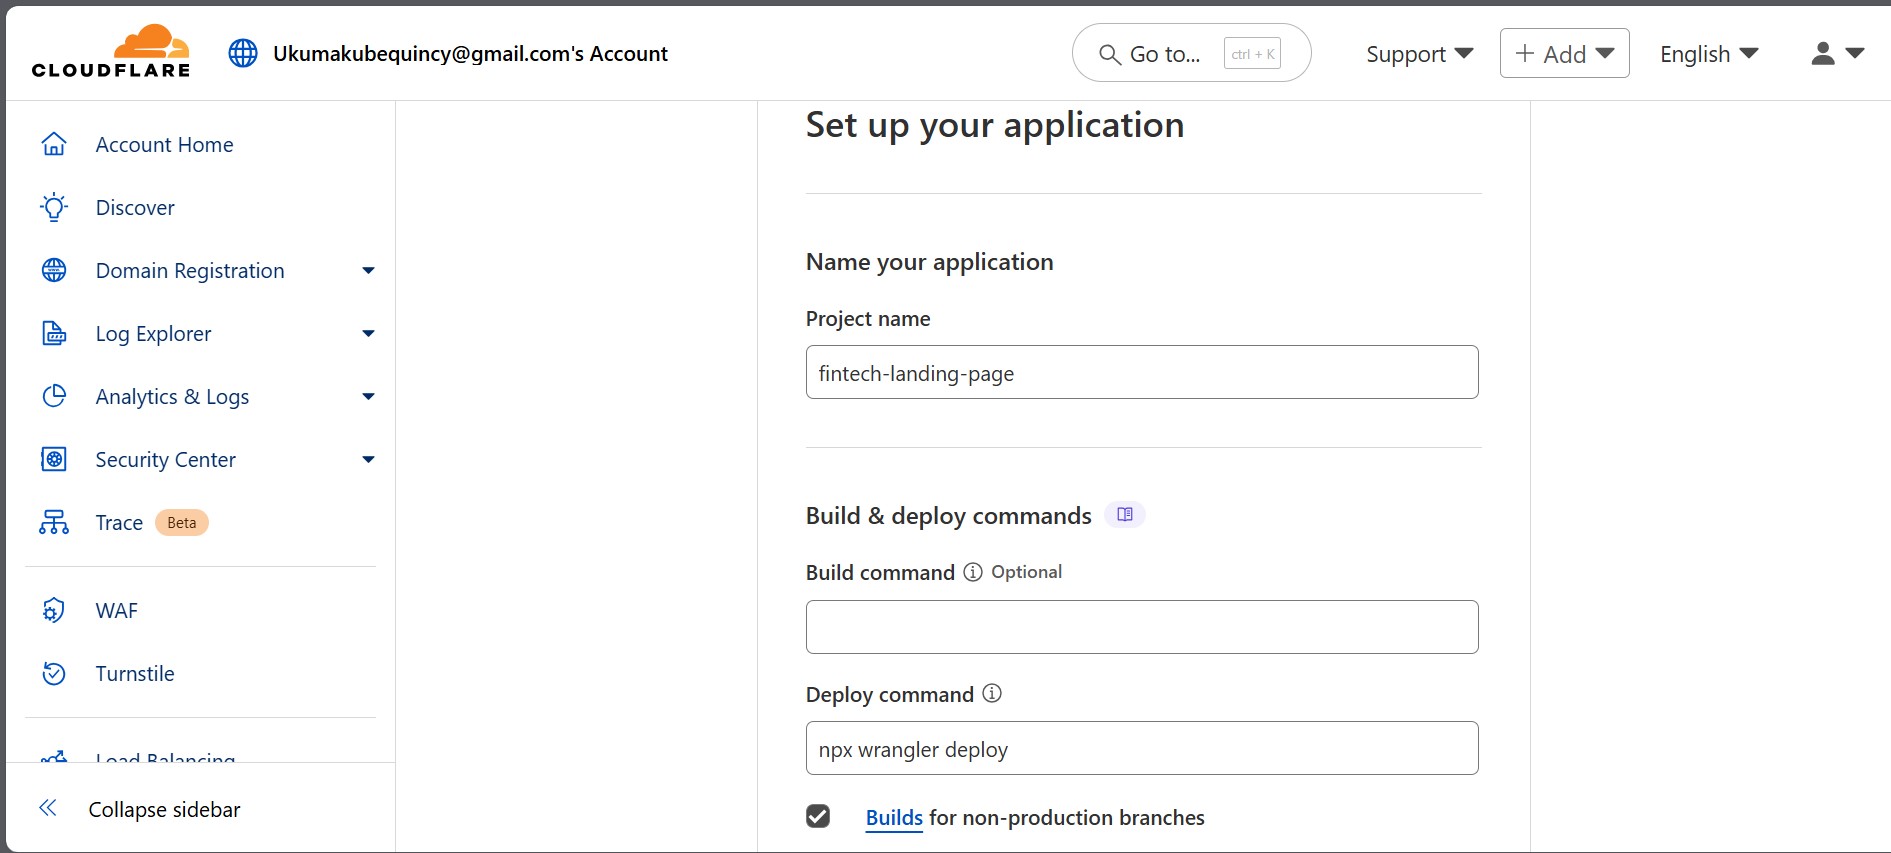 CLOUDFLARE
Ukumakubequincy@gmail.com's Account
Go to... ctrl + K
Support
+ Add
English
Account Home
Discover
Domain Registration
Log Explorer
Analytics & Logs
Security Center
Trace Beta
WAF
Turnstile
Load Balancing
Collapse sidebar
Set up your application
Name your application
Project name
fintech-landing-page
Build & deploy commands
Build command Optional
Deploy command
npx wrangler deploy
Builds for non-production branches